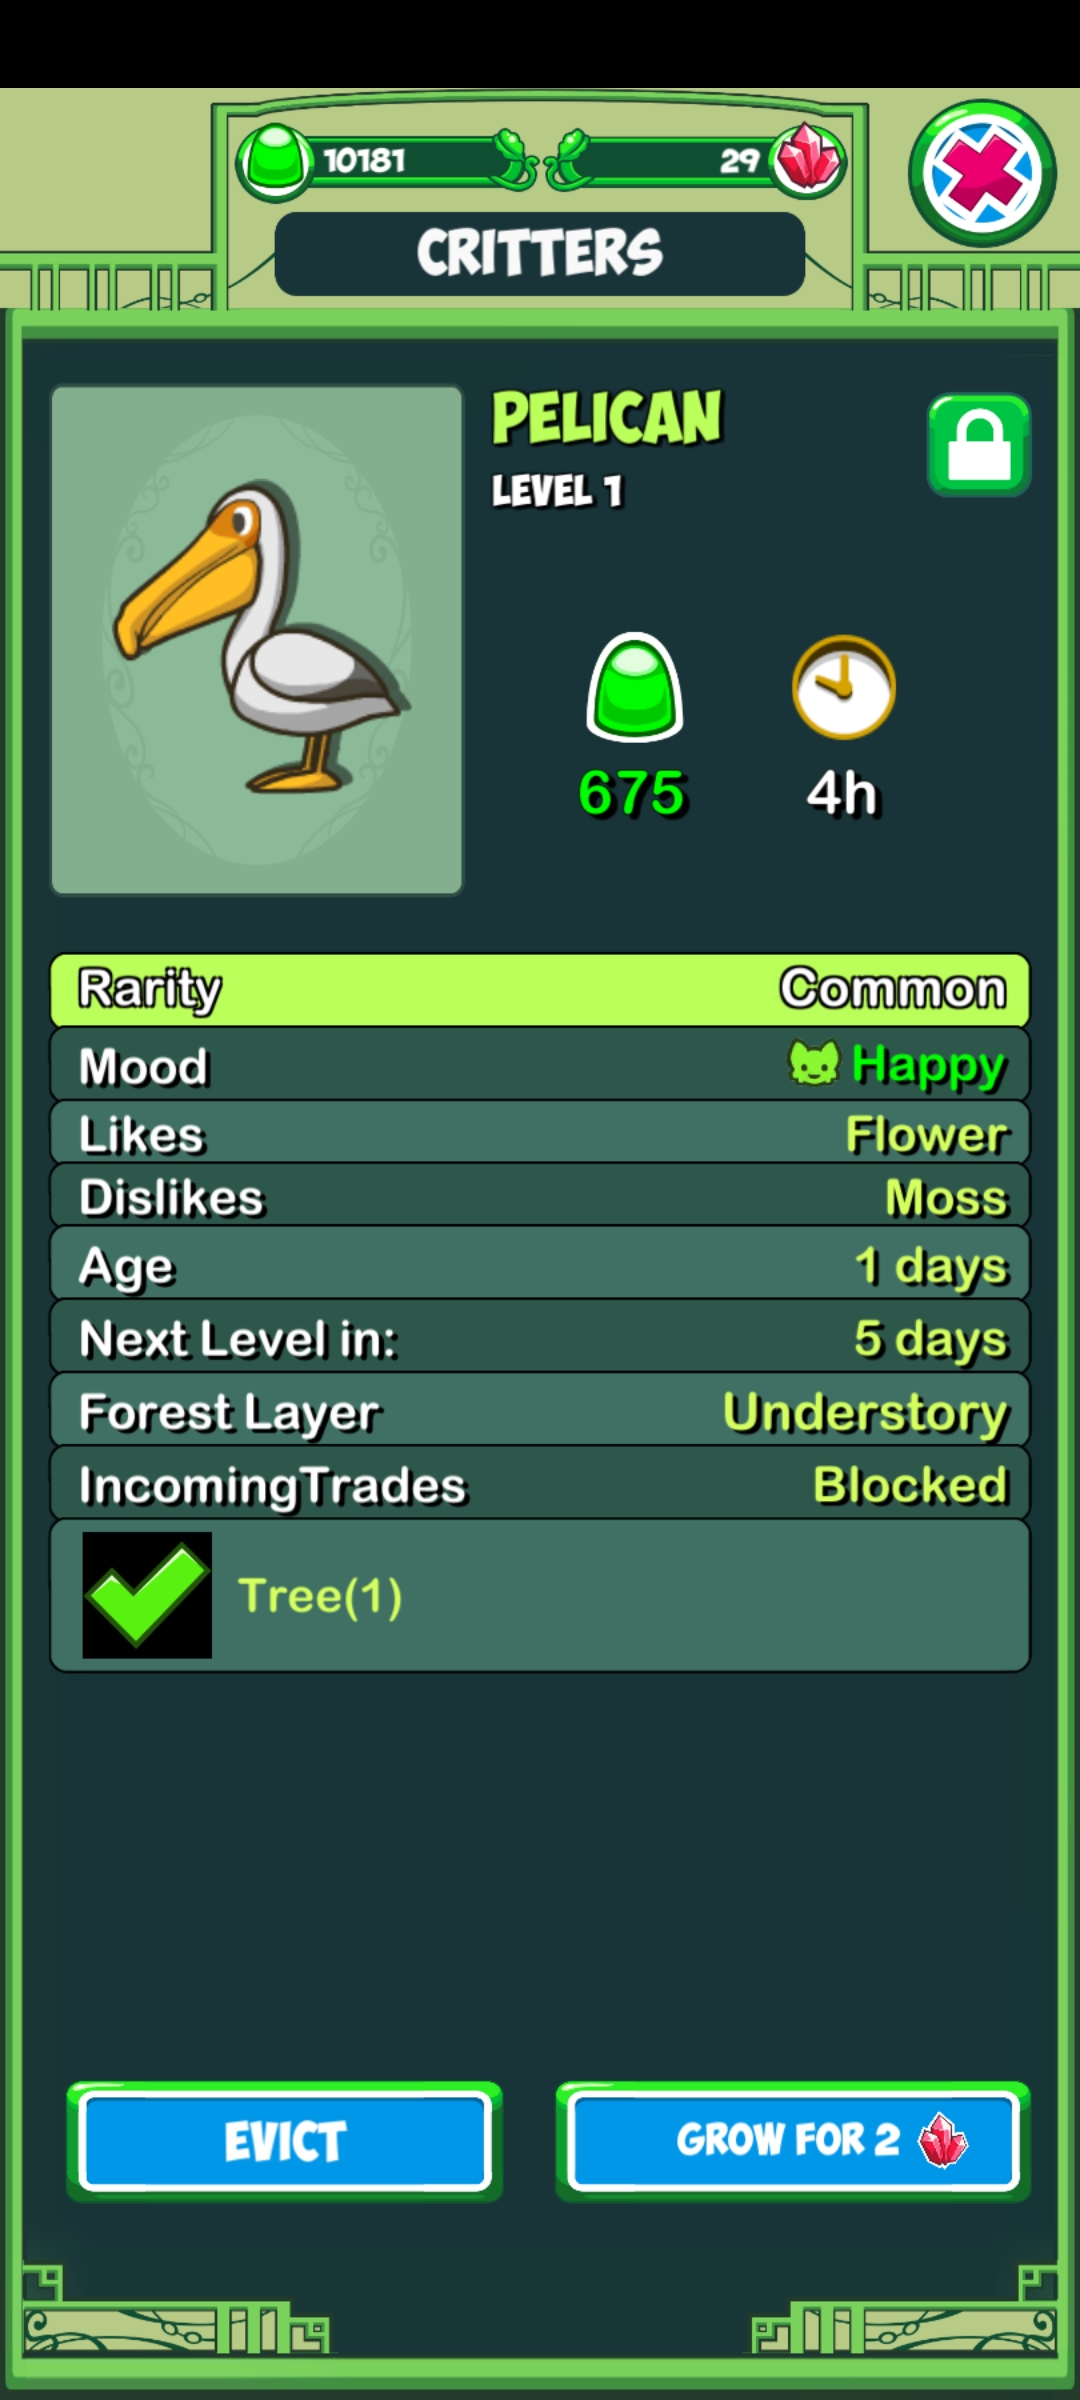 10181
29
CRITTERS
PELICAN
LEVEL 1
675
4h
Rarity Common
Mood Happy
Likes Flower
Dislikes Moss
Age 1 days
Next Level in: 5 days
Forest Layer Understory
IncomingTrades Blocked
Tree(1)
EVICT
GROW FOR 2